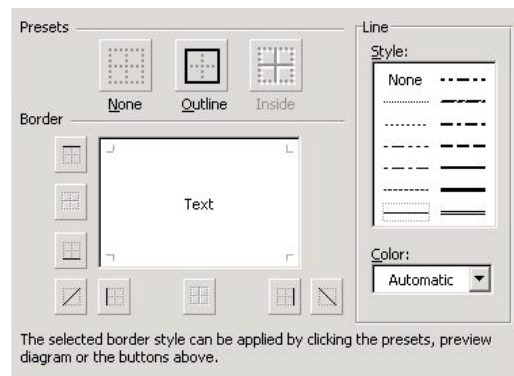 Presets
Line
Style:
None
None
Outline
Inside
Border
Text
Color:
Automatic
The selected border style can be applied by clicking the presets, preview
diagram or the buttons above.